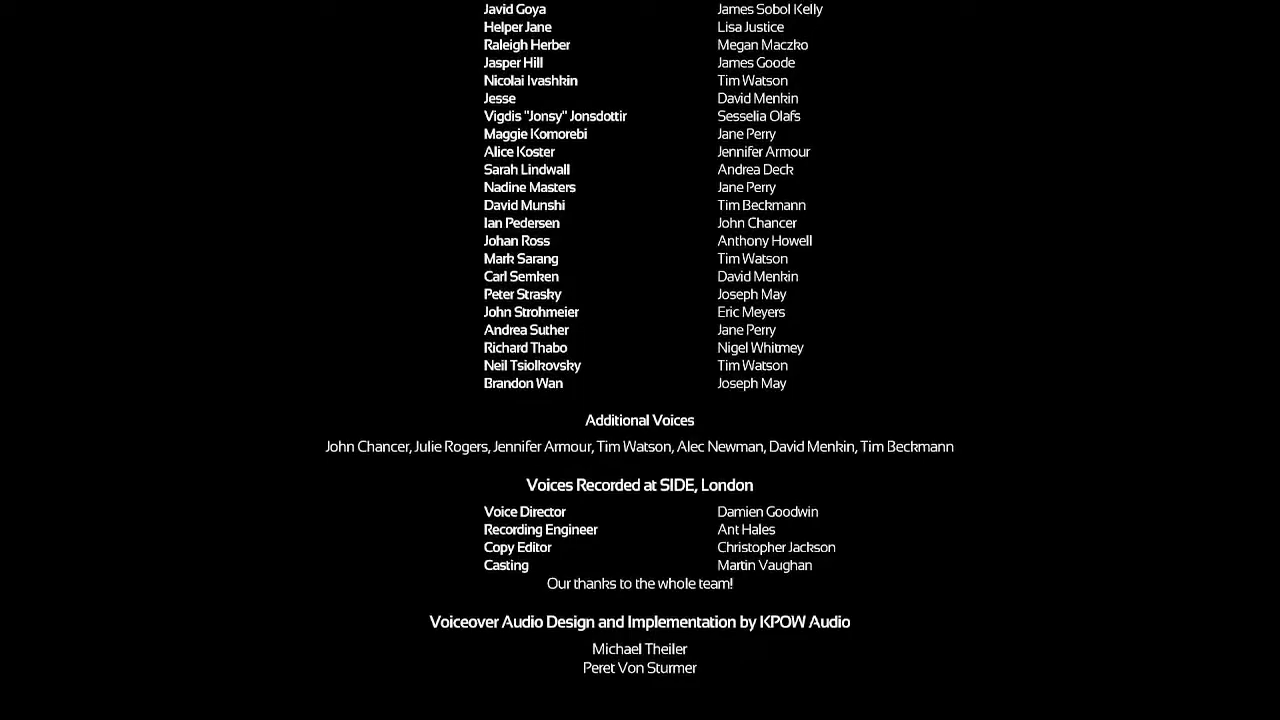 Javid Goya James Sobol Kelly
Helper Jane Lisa Justice
Raleigh Herber Megan Maczko
Jasper Hill James Goode
Nicolai Ivashkin Tim Watson
Jesse David Menkin
Vigdis "Jonsy" Jonsdottir Sesselia Olafs
Maggie Komorebi Jane Perry
Alice Koster Jennifer Armour
Sarah Lindwall Andrea Deck
Nadine Masters Jane Perry
David Munshi Tim Beckmann
Ian Pedersen John Chancer
Johan Ross Anthony Howell
Mark Sarang Tim Watson
Carl Semken David Menkin
Peter Strasky Joseph May
John Strohmeier Eric Meyers
Andrea Suther Jane Perry
Richard Thabo Nigel Whitmey
Neil Tsiolkovsky Tim Watson
Brandon Wan Joseph May
Additional Voices
John Chancer, Julie Rogers, Jennifer Armour, Tim Watson, Alec Newman, David Menkin, Tim Beckmann
Voices Recorded at SIDE, London
Voice Director Damien Goodwin
Recording Engineer Ant Hales
Copy Editor Christopher Jackson
Casting Martin Vaughan
Our thanks to the whole team!
Voiceover Audio Design and Implementation by KPOW Audio
Michael Theiler
Peret Von Sturmer